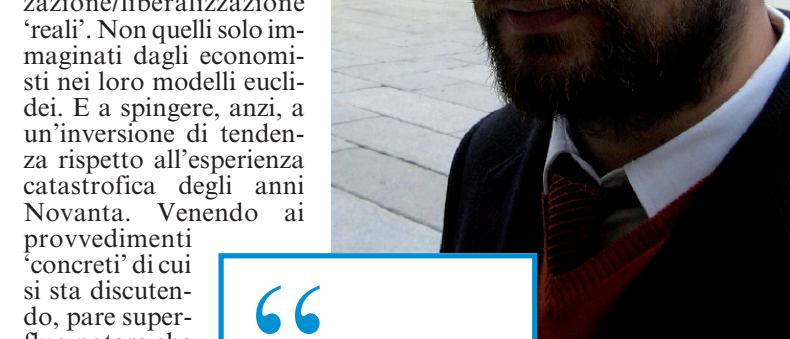 zazione/liberalizzazione
‘reali’. Non quelli solo im-
maginati dagli economi-
sti nei loro modelli eucli-
dei. E a spingere, anzi, a
un’inversione di tenden-
za rispetto all’esperienza
catastrofica degli anni
Novanta. Venendo ai
provvedimenti
‘concreti’ di cui
si sta discuten-
do, pare super-
“